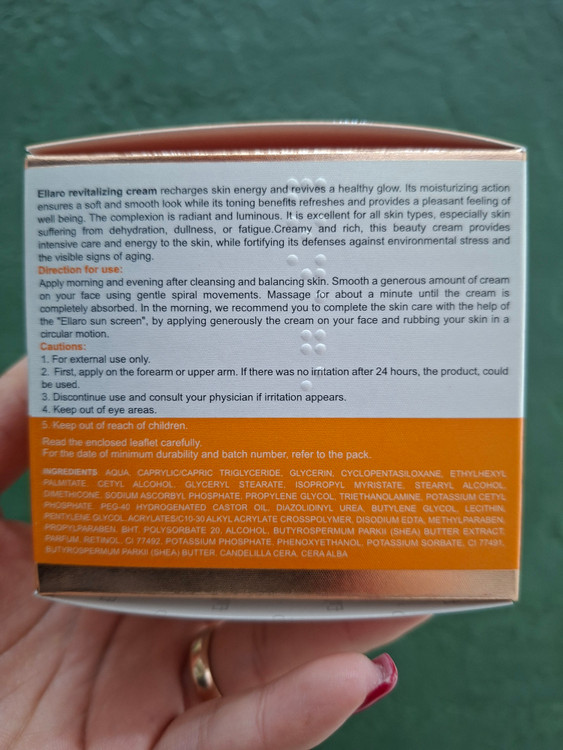 Ellaro revitalizing cream recharges skin energy and revives a healthy glow. Its moisturizing action
ensures a soft and smooth look while its toning benefits refreshes and provides a pleasant feeling of
well being. The complexion is radiant and luminous. It is excellent for all skin types, especially skin
suffering from dehydration, dullness, or fatigue.Creamy and rich, this beauty cream provides
intensive care and energy to the skin, while fortifying its defenses against environmental stress and
the visible signs of aging.
Direction for use:
Apply morning and evening after cleansing and balancing skin. Smooth a generous amount of cream
on your face using gentle spiral movements. Massage for about a minute until the cream is
completely absorbed. In the morning, we recommend you to complete the skin care with the help of
the "Ellaro sun screen", by applying generously the cream on your face and rubbing your skin in a
circular motion.
Cautions:
1. For external use only.
2. First, apply on the forearm or upper arm. If there was no irritation after 24 hours, the product, could
be used.
3. Discontinue use and consult your physician if irritation appears.
4. Keep out of eye areas.
5. Keep out of reach of children.
Read the enclosed leaflet carefully.
For the date of minimum durability and batch number, refer to the pack.
INGREDIENTS AQUA, CAPRYLIC/CAPRIC TRIGLYCERIDE, GLYCERIN, CYCLOPENTASILOXANE, ETHYLHEXYL
PALMITATE, CETYL ALCOHOL, GLYCERYL STEARATE, ISOPROPYL MYRISTATE, STEARYL ALCOHOL,
DIMETHICONE, SODIUM ASCORBYL PHOSPHATE, PROPYLENE GLYCOL, TRIETHANOLAMINE, POTASSIUM CETYL
PHOSPHATE, PEG-40 HYDROGENATED CASTOR OIL, DIAZOLIDINYL UREA, BUTYLENE GLYCOL, LECITHIN,
PENTYLENE GLYCOL, ACRYLATES/C10-30 ALKYL ACRYLATE CROSSPOLYMER, DISODIUM EDTA, METHYLPARABEN,
PROPYLPARABEN, BHT, POLYSORBATE 20, ALCOHOL, BUTYROSPERMUM PARKII (SHEA) BUTTER EXTRACT,
PARFUM, RETINOL, CI 77492, POTASSIUM PHOSPHATE, PHENOXYETHANOL, POTASSIUM SORBATE, CI 77491,
BUTYROSPERMUM PARKII (SHEA) BUTTER, CANDELILLA CERA, CERA ALBA